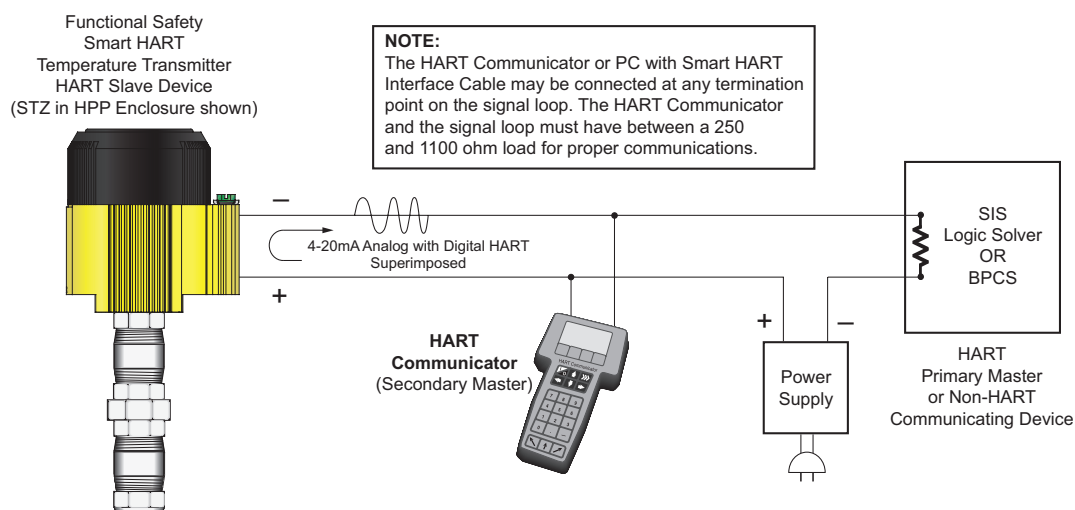 Functional Safety
Smart HART
Temperature Transmitter
HART Slave Device
(STZ in HPP Enclosure shown)
NOTE:
The HART Communicator or PC with Smart HART
Interface Cable may be connected at any termination
point on the signal loop. The HART Communicator
and the signal loop must have between a 250
and 1100 ohm load for proper communications.
−
4-20mA Analog with Digital HART
Superimposed
+
SIS
Logic Solver
OR
BPCS
HART
Communicator
(Secondary Master)
HART Communicator
+
−
Power
Supply
HART
Primary Master
or Non-HART
Communicating Device